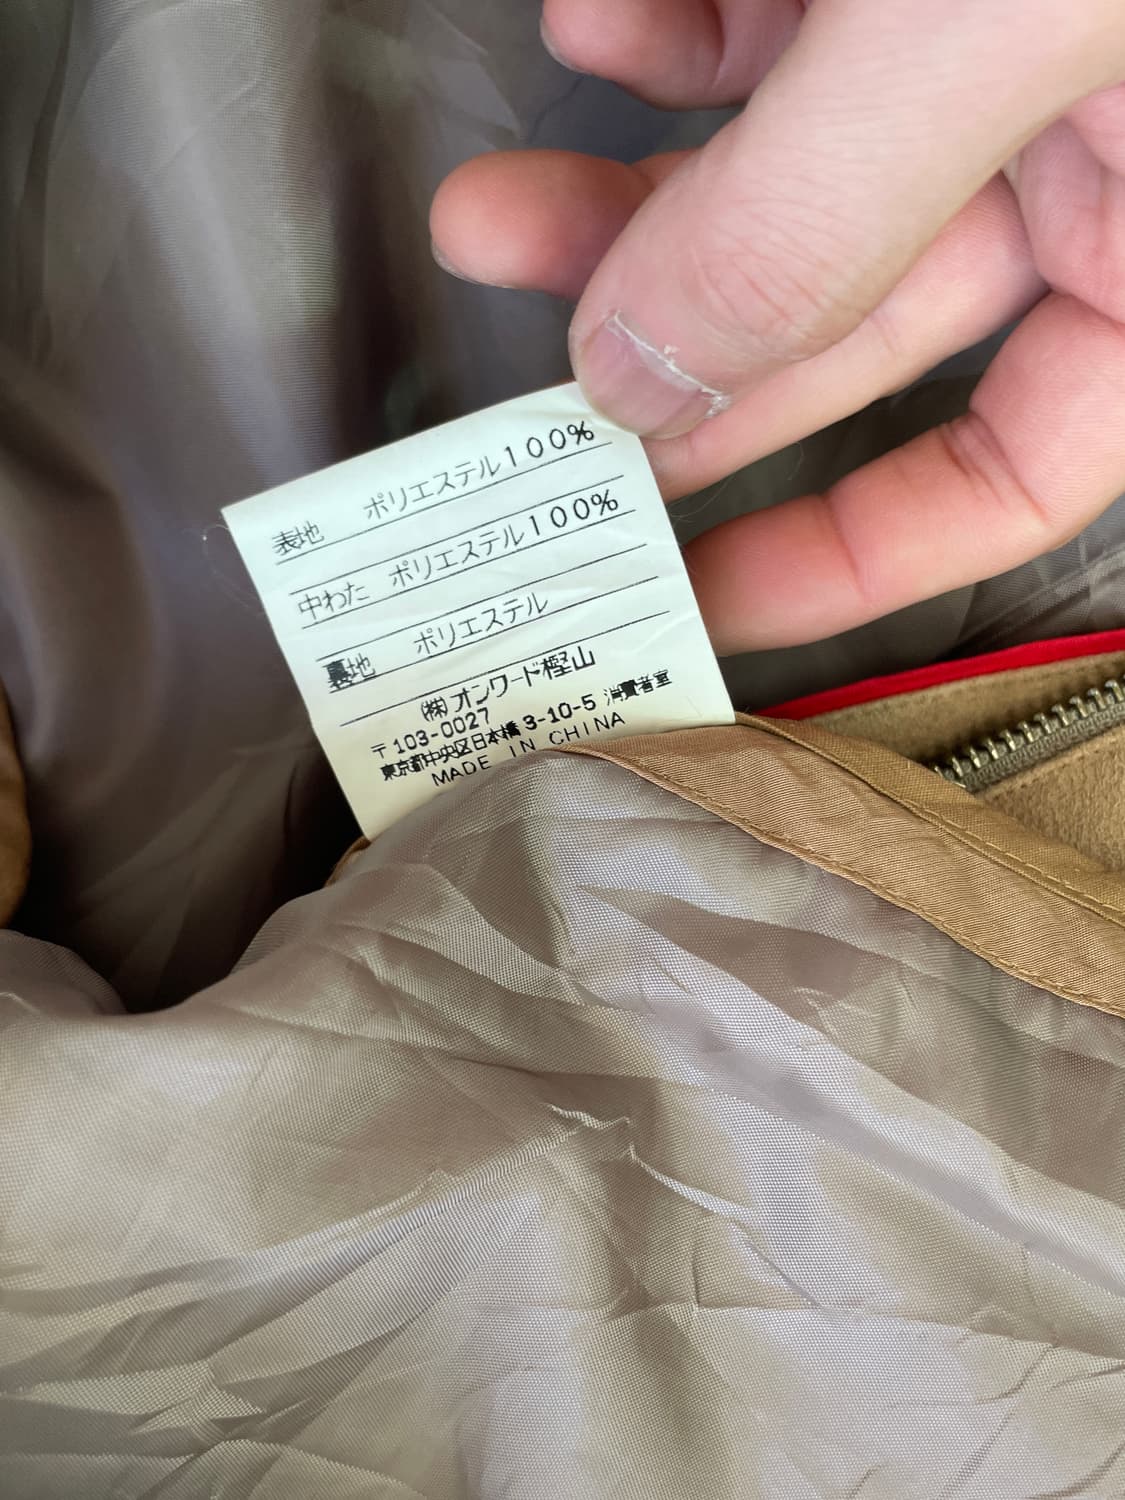 表地 ポリエステル100%
中わた ポリエステル100%
裏地 ポリエステル
㈱オンワード樫山
〒103-0027
東京都中央区日本橋3-10-5 消費者室
MADE IN CHINA